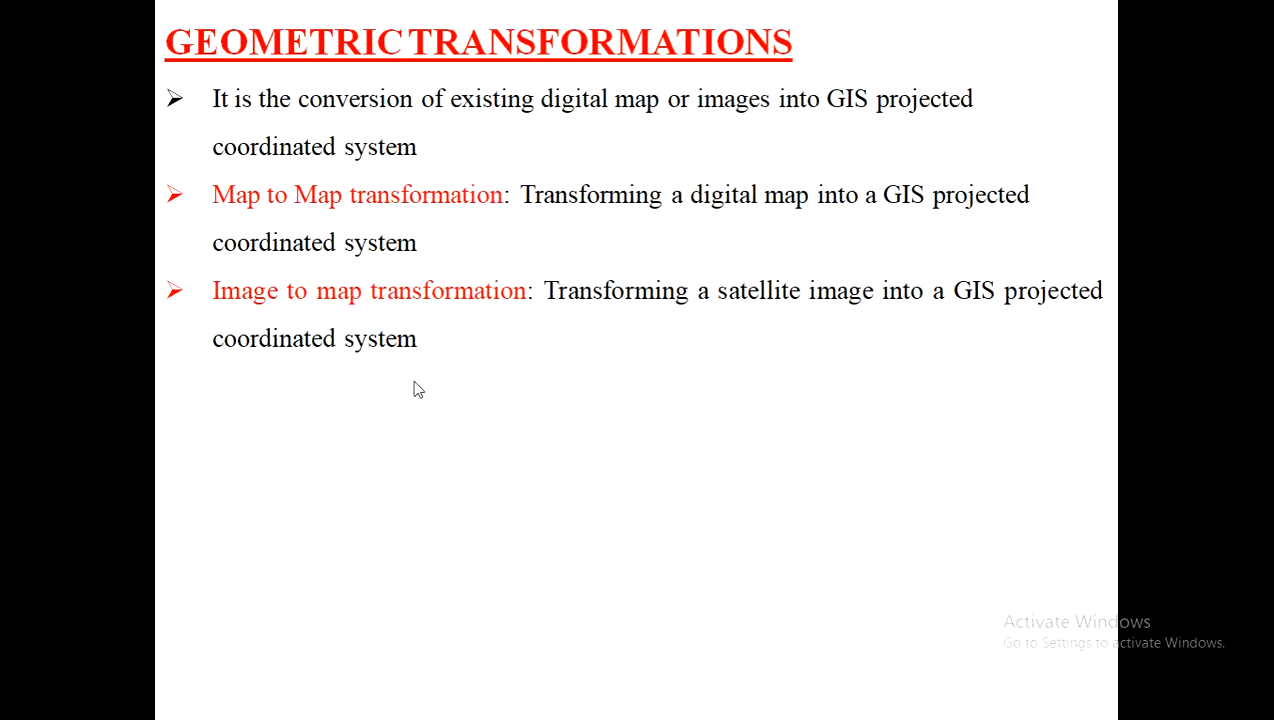 GEOMETRIC TRANSFORMATIONS
➢ It is the conversion of existing digital map or images into GIS projected
coordinated system
➢ Map to Map transformation: Transforming a digital map into a GIS projected
coordinated system
➢ Image to map transformation: Transforming a satellite image into a GIS projected
coordinated system
Activate Windows
Go to Settings to activate Windows.